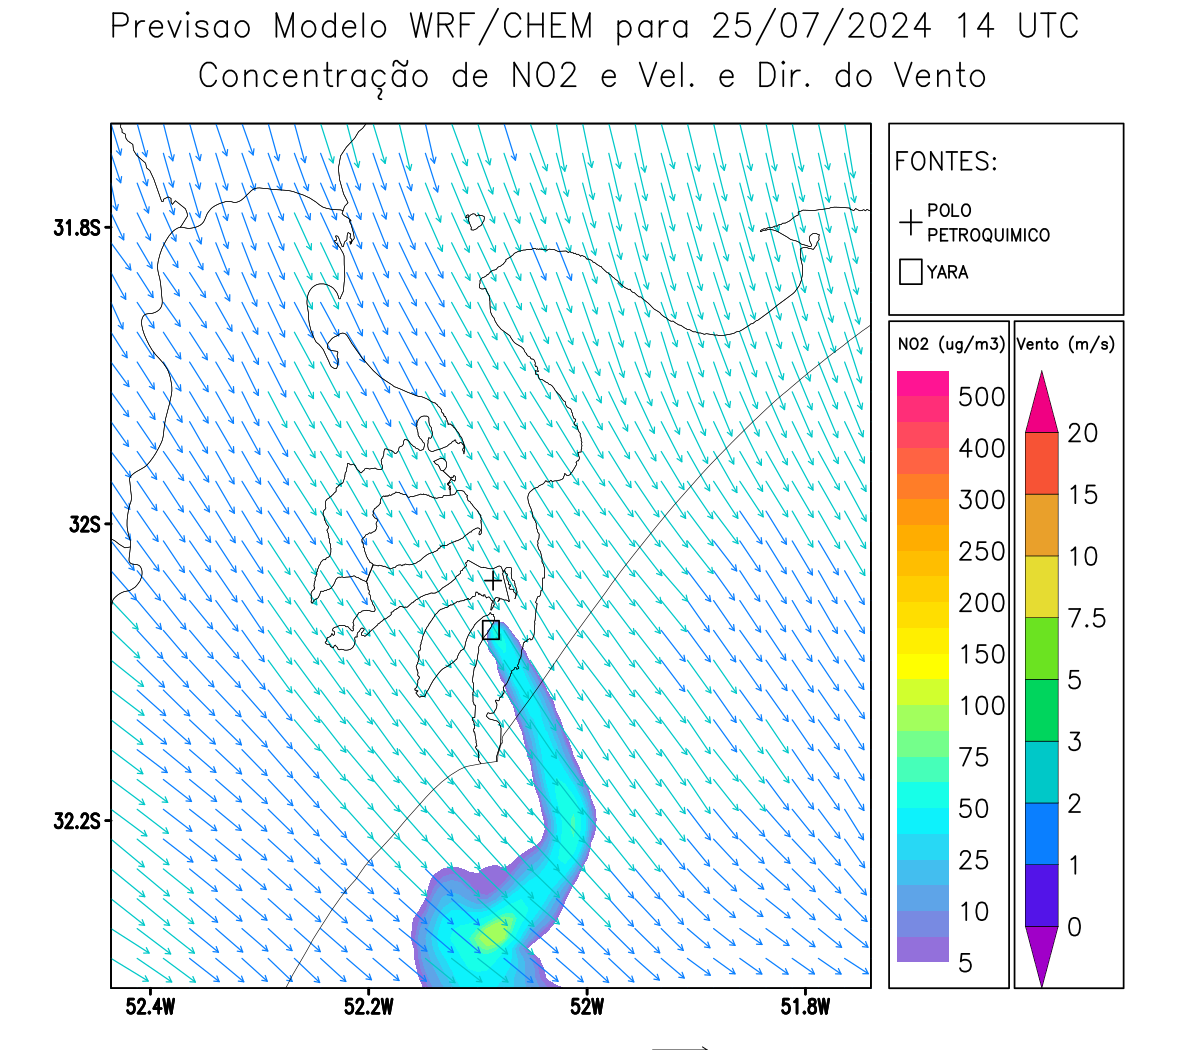 Previsao Modelo WRF/CHEM para 25/07/2024 14 UTC
Concentração de NO2 e Vel. e Dir. do Vento
FONTES:
POLO
PETROQUIMICO
YARA
NO2 (ug/m3)
500
400
300
250
200
150
100
75
50
25
10
5
Vento (m/s)
20
15
10
7.5
5
3
2
1
0
31.8S
32S
32.2S
52.4W
52.2W
52W
51.8W